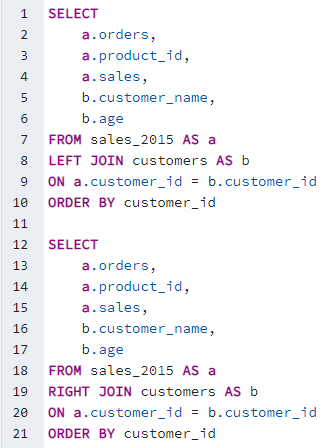 1 SELECT
2 a.orders,
3 a.product_id,
4 a.sales,
5 b.customer_name,
6 b.age
7 FROM sales_2015 AS a
8 LEFT JOIN customers AS b
9 ON a.customer_id = b.customer_id
10 ORDER BY customer_id
11
12 SELECT
13 a.orders,
14 a.product_id,
15 a.sales,
16 b.customer_name,
17 b.age
18 FROM sales_2015 AS a
19 RIGHT JOIN customers AS b
20 ON a.customer_id = b.customer_id
21 ORDER BY customer_id